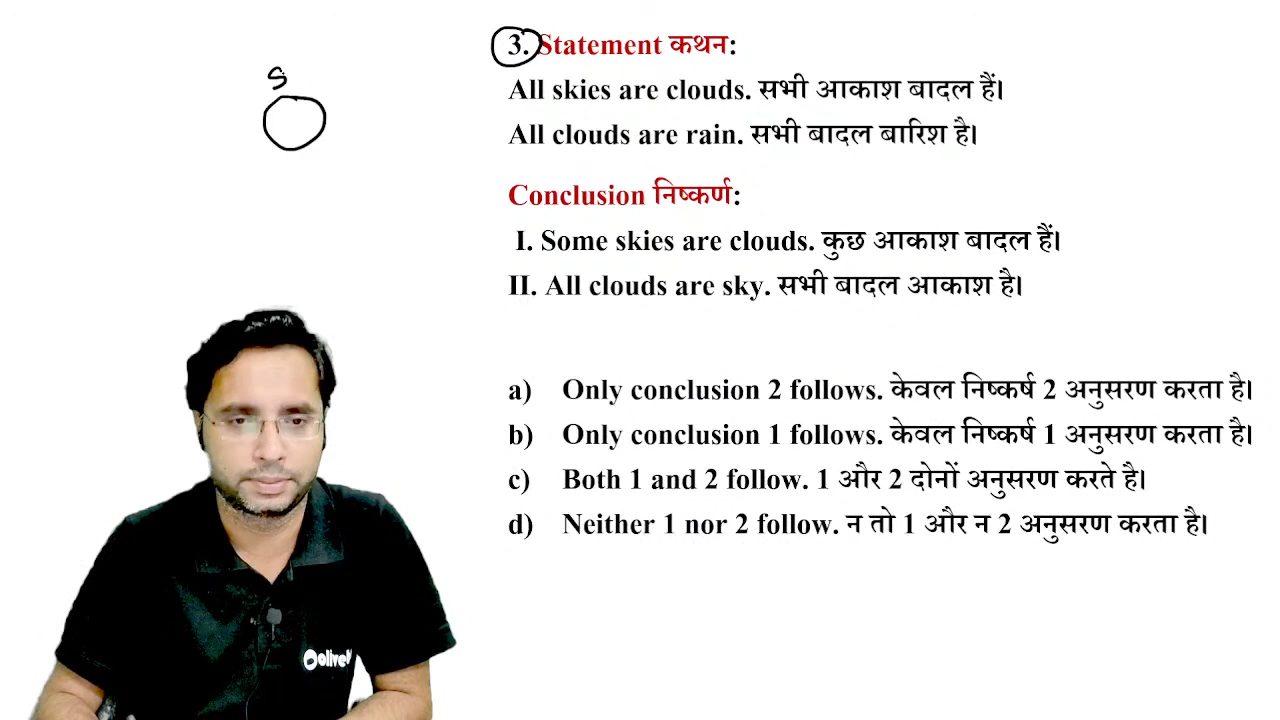 3. Statement कथन:
S
All skies are clouds. सभी आकाश बादल हैं।
All clouds are rain. सभी बादल बारिश है।
Conclusion निष्कर्ण:
I. Some skies are clouds. कुछ आकाश बादल हैं।
II. All clouds are sky. सभी बादल आकाश है।
a) Only conclusion 2 follows. केवल निष्कर्ष 2 अनुसरण करता है।
b) Only conclusion 1 follows. केवल निष्कर्ष 1 अनुसरण करता है।
c) Both 1 and 2 follow. 1 और 2 दोनों अनुसरण करते है।
d) Neither 1 nor 2 follow. न तो 1 और न 2 अनुसरण करता है।